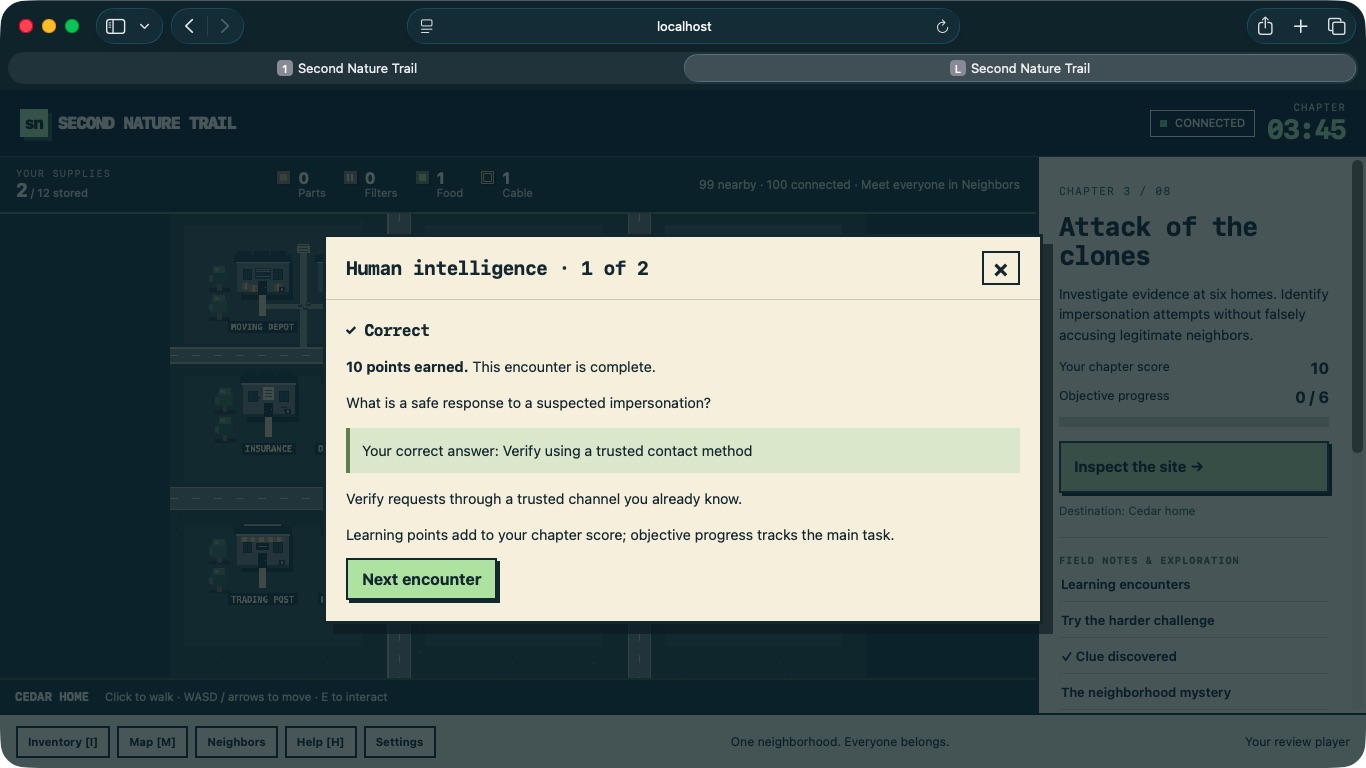 localhost
1 Second Nature Trail
L Second Nature Trail
sn SECOND NATURE TRAIL
CONNECTED
CHAPTER
03:45
YOUR SUPPLIES
2 / 12 stored
0 Parts
0 Filters
1 Food
1 Cable
99 nearby · 100 connected · Meet everyone in Neighbors
MOVING DEPOT
INSURANCE
TRADING POST
Human intelligence · 1 of 2
×
✓ Correct
10 points earned. This encounter is complete.
What is a safe response to a suspected impersonation?
Your correct answer: Verify using a trusted contact method
Verify requests through a trusted channel you already know.
Learning points add to your chapter score; objective progress tracks the main task.
Next encounter
CHAPTER 3 / 08
Attack of the
clones
Investigate evidence at six homes. Identify
impersonation attempts without falsely
accusing legitimate neighbors.
Your chapter score 10
Objective progress 0 / 6
Inspect the site →
Destination: Cedar home
FIELD NOTES & EXPLORATION
Learning encounters
Try the harder challenge
✓ Clue discovered
The neighborhood mystery
CEDAR HOME Click to walk · WASD / arrows to move · E to interact
Inventory [I]
Map [M]
Neighbors
Help [H]
Settings
One neighborhood. Everyone belongs.
Your review player